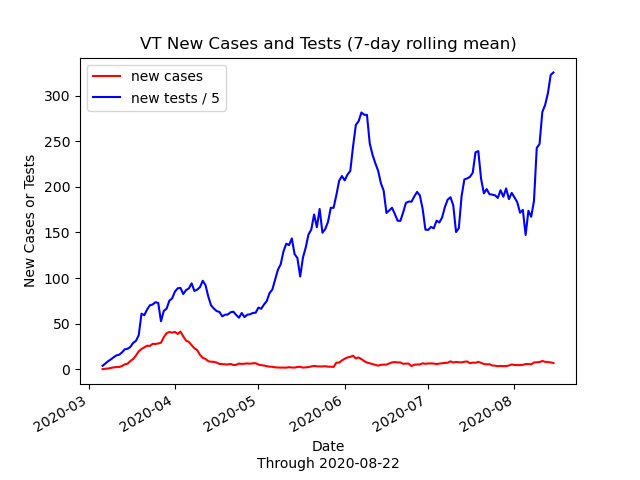 VT New Cases and Tests (7-day rolling mean)
new cases
new tests / 5
New Cases or Tests
300
250
200
150
100
50
0
2020-03
2020-04
2020-05
2020-06
2020-07
2020-08
Date
Through 2020-08-22